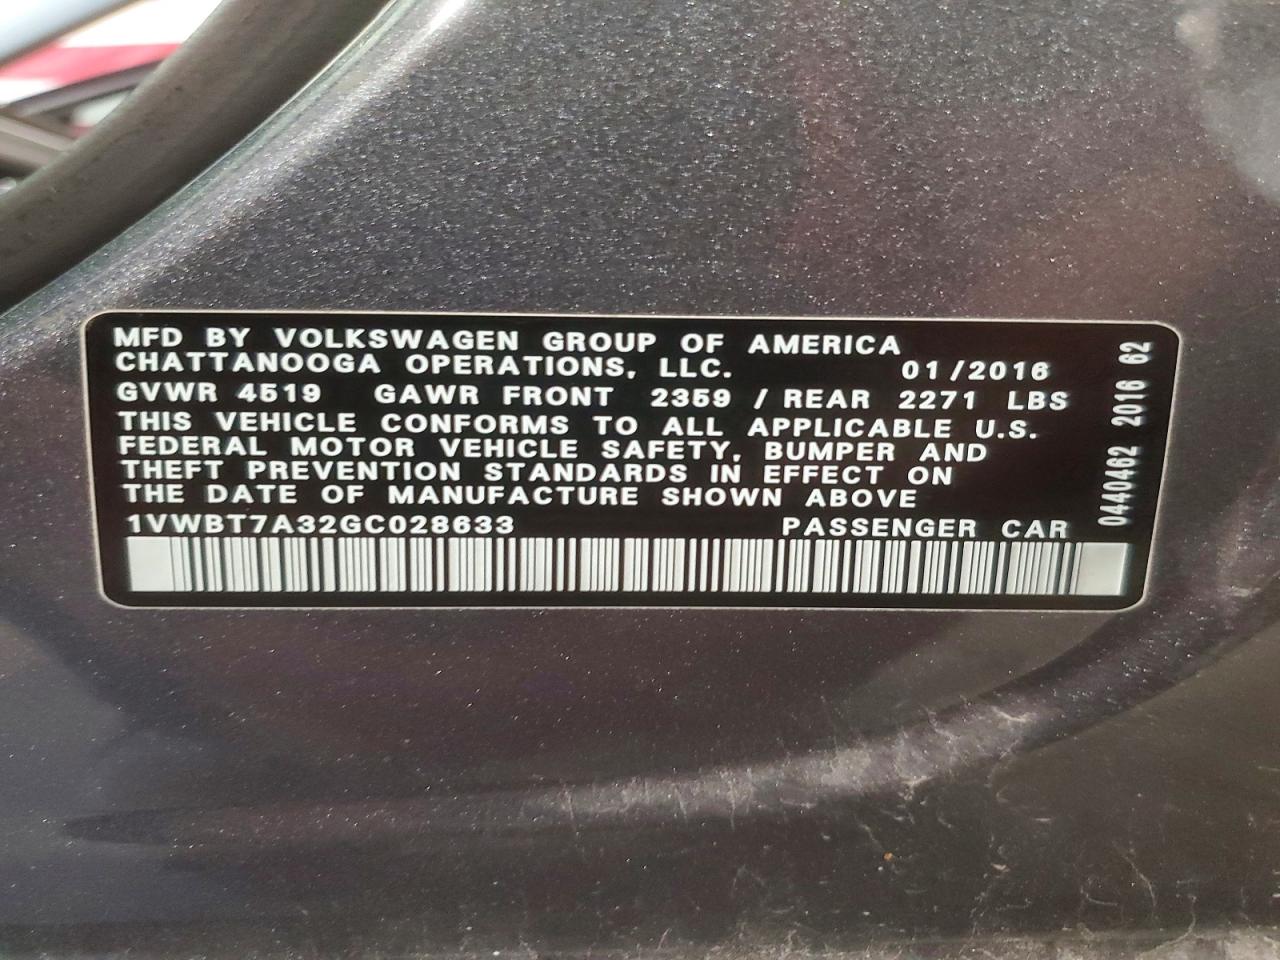 MFD BY VOLKSWAGEN GROUP OF AMERICA
CHATTANOOGA OPERATIONS, LLC. 01/2016
GVWR 4519 GAWR FRONT 2359 / REAR 2271 LBS
THIS VEHICLE CONFORMS TO ALL APPLICABLE U.S.
FEDERAL MOTOR VEHICLE SAFETY, BUMPER AND
THEFT PREVENTION STANDARDS IN EFFECT ON
THE DATE OF MANUFACTURE SHOWN ABOVE
1VWBT7A32GC028633 PASSENGER CAR
0440462 2016 62